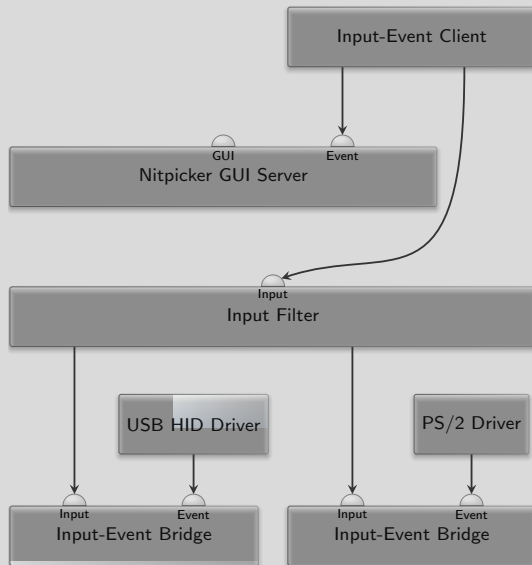 Input-Event Client
GUI
Event
Nitpicker GUI Server
Input
Input Filter
USB HID Driver
PS/2 Driver
Input
Event
Input
Event
Input-Event Bridge
Input-Event Bridge